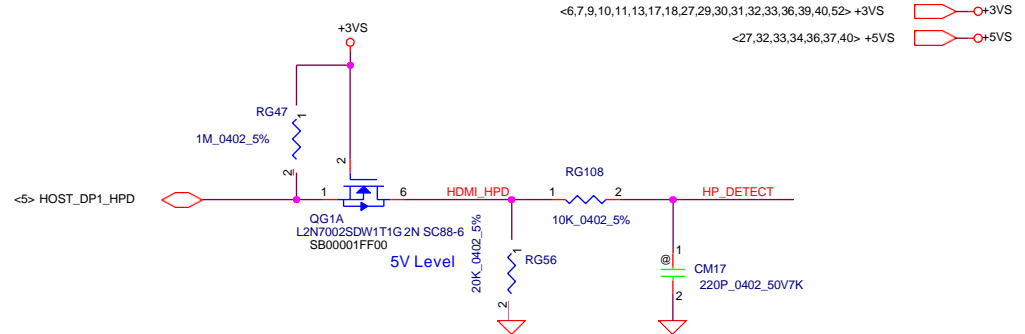 <6,7,9,10,11,13,17,18,27,29,30,31,32,33,36,39,40,52> +3VS
+3VS
<27,32,33,34,36,37,40> +5VS
+5VS
+3VS
RG47
1
1M_0402_5%
2
2
<5> HOST_DP1_HPD
1
6
HDMI_HPD
RG108
1
2
10K_0402_5%
HP_DETECT
QG1A
L2N7002SDW1T1G 2N SC88-6
SB00001FF00
5V Level
20K_0402_5%
1
RG56
2
1
@
CM17
220P_0402_50V7K
2